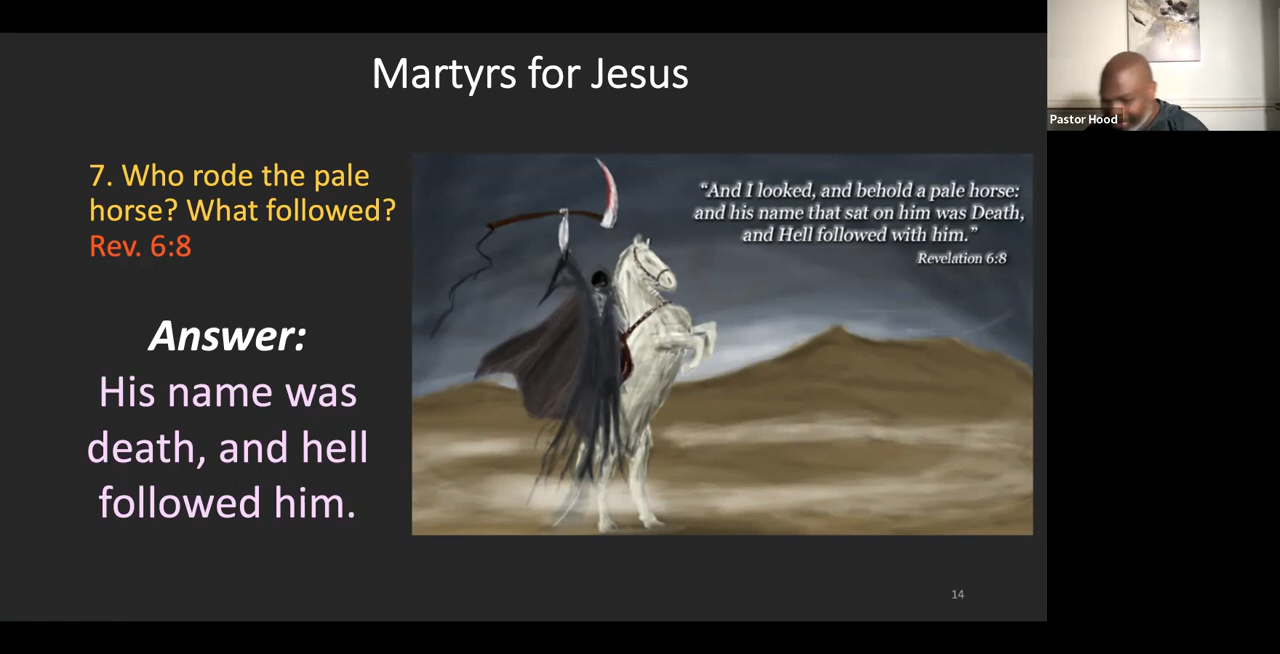 Martyrs for Jesus
7. Who rode the pale
horse? What followed?
Rev. 6:8
Answer:
His name was
death, and hell
followed him.
“And I looked, and behold a pale horse:
and his name that sat on him was Death,
and Hell followed with him.”
Revelation 6:8
14
Pastor Hood